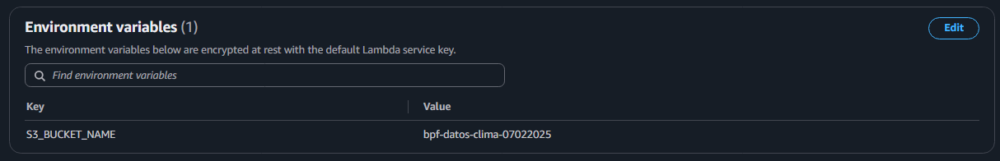 Environment variables (1)
Edit
The environment variables below are encrypted at rest with the default Lambda service key.
Find environment variables
Key
Value
S3_BUCKET_NAME
bpf-datos-clima-07022025